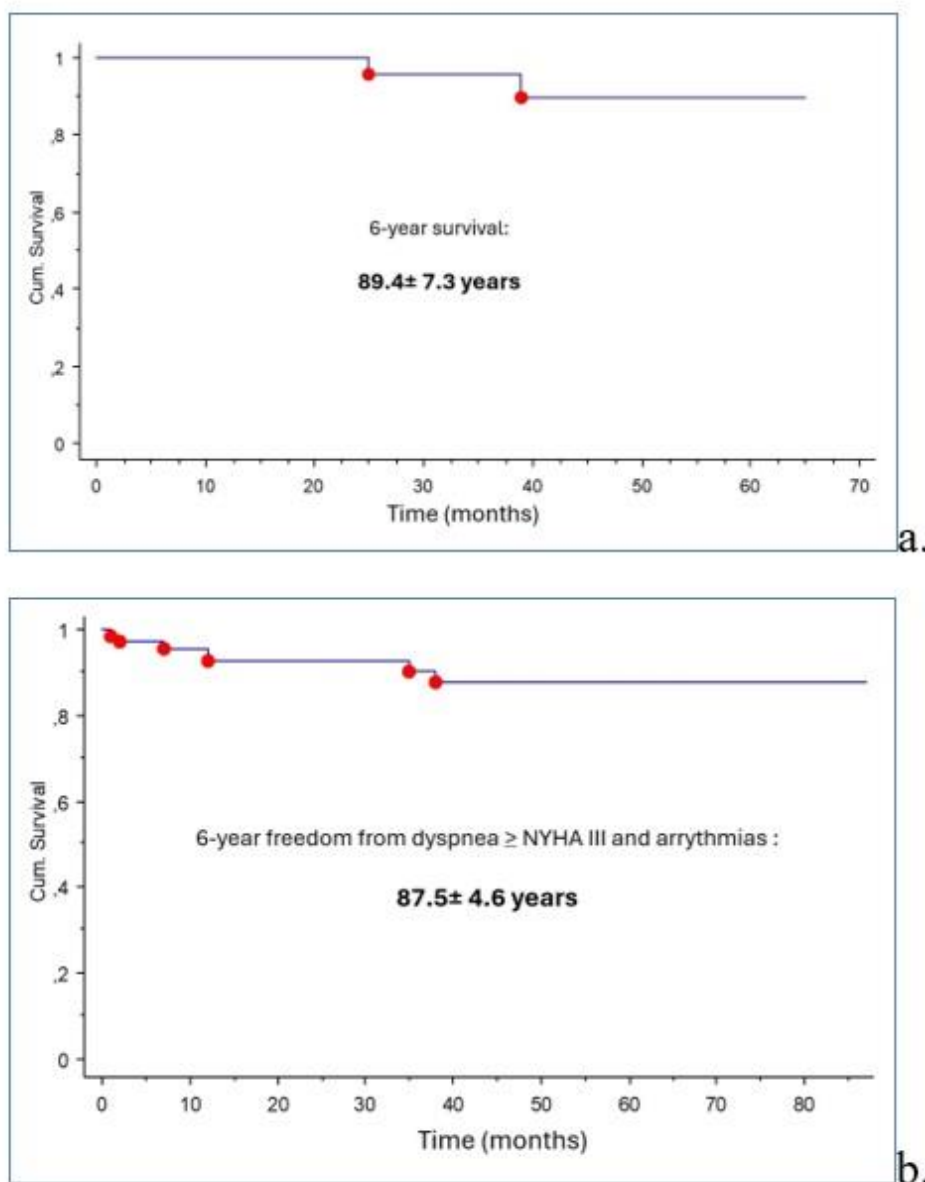 1
,8
,6
,4
,2
0
Cum. Survival
6-year survival:
89.4± 7.3 years
0 10 20 30 40 50 60 70
Time (months)
a.
1
,8
,6
,4
,2
0
Cum. Survival
6-year freedom from dyspnea ≥ NYHA III and arrythmias :
87.5± 4.6 years
0 10 20 30 40 50 60 70 80
Time (months)
b.